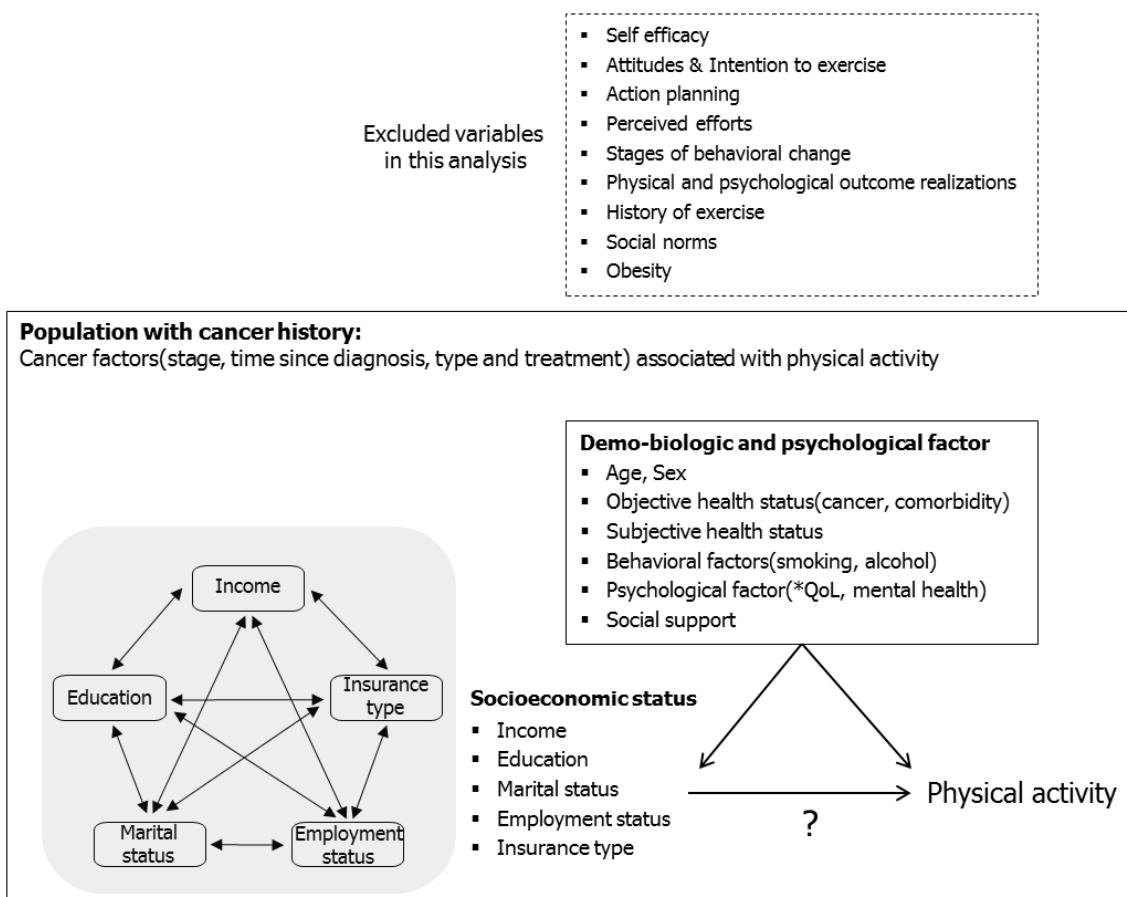 Excluded variables
in this analysis
▪ Self efficacy
▪ Attitudes & Intention to exercise
▪ Action planning
▪ Perceived efforts
▪ Stages of behavioral change
▪ Physical and psychological outcome realizations
▪ History of exercise
▪ Social norms
▪ Obesity
Population with cancer history:
Cancer factors(stage, time since diagnosis, type and treatment) associated with physical activity
Demo-biologic and psychological factor
▪ Age, Sex
▪ Objective health status(cancer, comorbidity)
▪ Subjective health status
▪ Behavioral factors(smoking, alcohol)
▪ Psychological factor(*QoL, mental health)
▪ Social support
Income
Education
Insurance
type
Marital
status
Employment
status
Socioeconomic status
▪ Income
▪ Education
▪ Marital status
▪ Employment status
▪ Insurance type
?
Physical activity